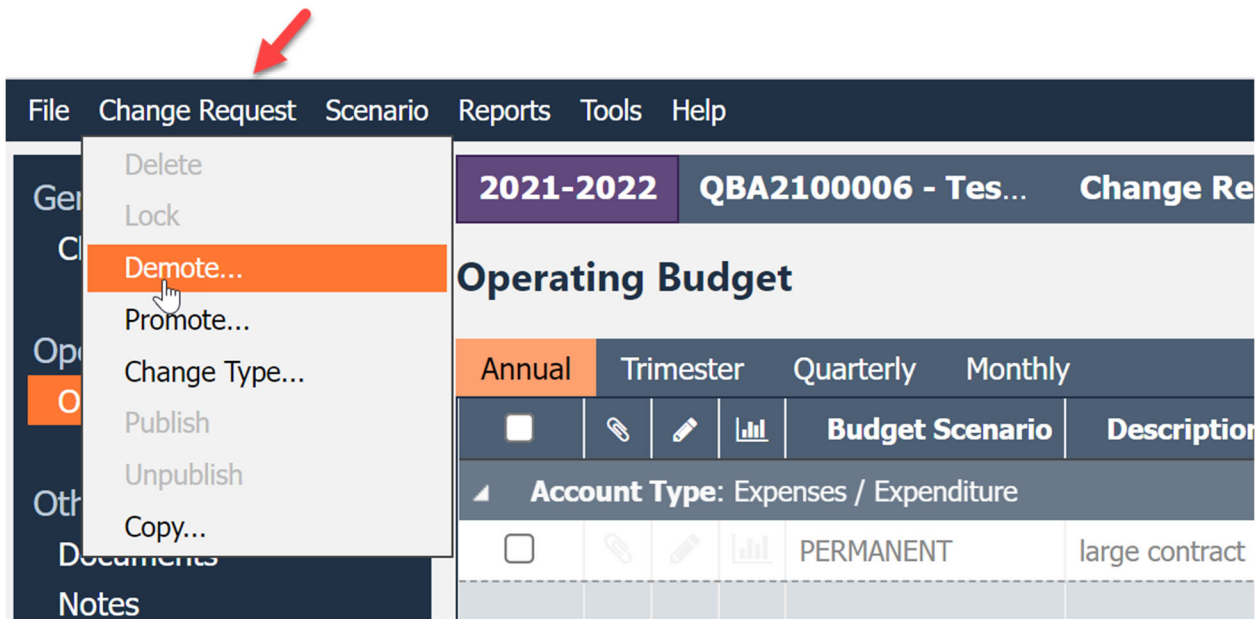 File Change Request Scenario Reports Tools Help
Delete
Lock
Demote...
Promote...
Change Type...
Publish
Unpublish
Copy...
Documents
Notes
2021-2022 QBA2100006 - Tes... Change Re
Operating Budget
Annual Trimester Quarterly Monthly
Budget Scenario Description
Account Type: Expenses / Expenditure
PERMANENT large contract